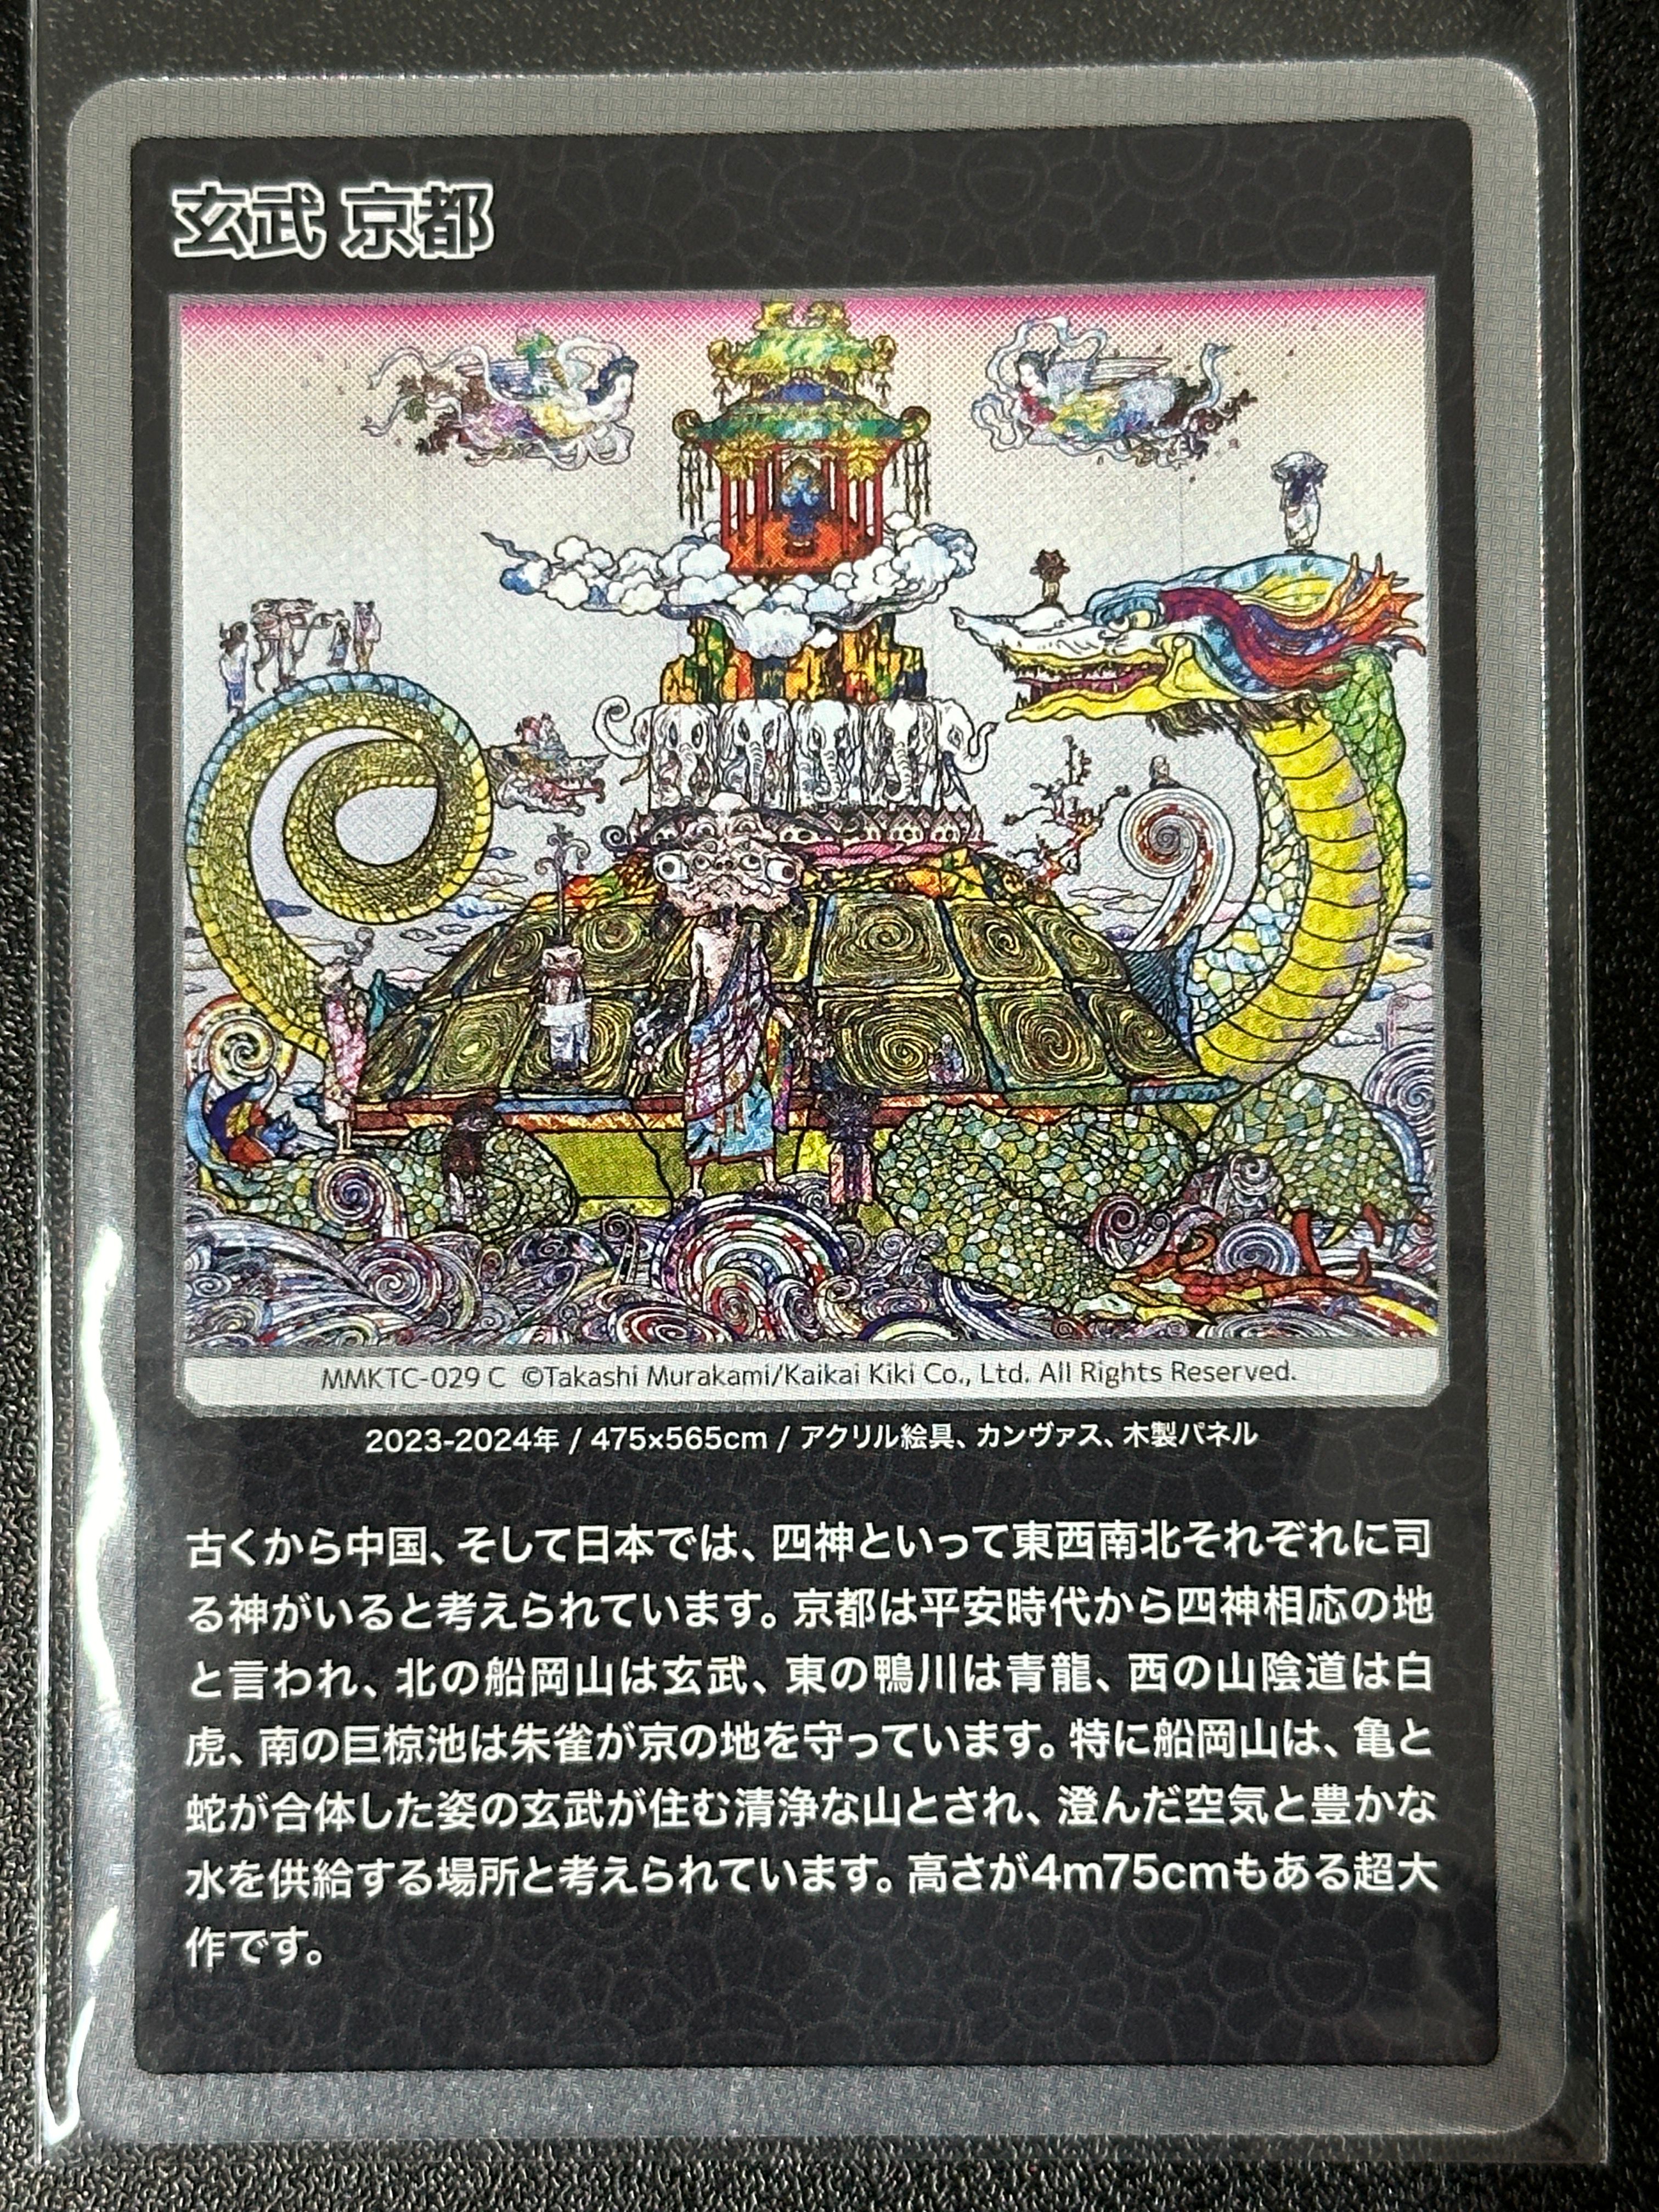 玄武 京都
MMKTC-029 C ©Takashi Murakami/Kaikai Kiki Co., Ltd. All Rights Reserved.
2023-2024年 / 475×565cm / アクリル絵具、カンヴァス、木製パネル
古くから中国、そして日本では、四神といって東西南北それぞれに司
る神がいると考えられています。京都は平安時代から四神相応の地
と言われ、北の船岡山は玄武、東の鴨川は青龍、西の山陰道は白
虎、南の巨椋池は朱雀が京の地を守っています。特に船岡山は、亀と
蛇が合体した姿の玄武が住む清浄な山とされ、澄んだ空気と豊かな
水を供給する場所と考えられています。高さが4m75cmもある超大
作です。